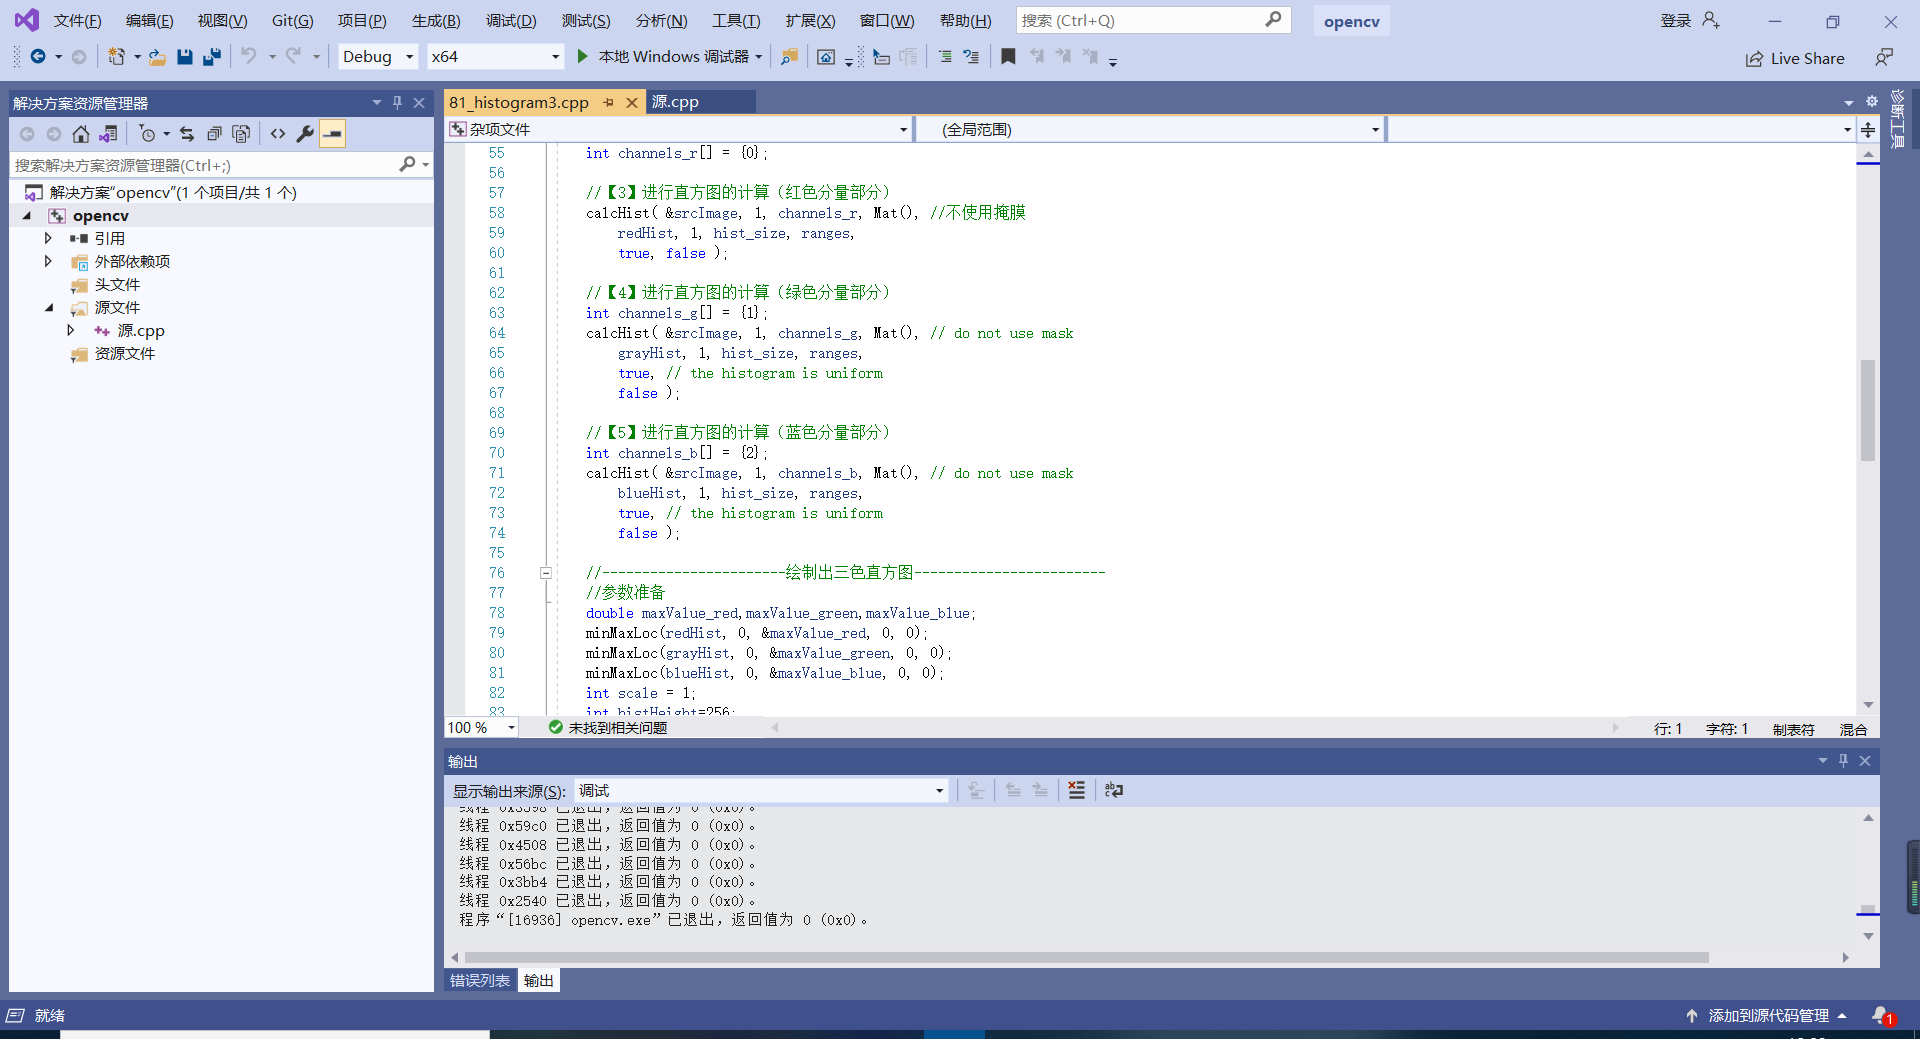 文件(F) 编辑(E) 视图(V) Git(G) 项目(P) 生成(B) 调试(D) 测试(S) 分析(N) 工具(T) 扩展(X) 窗口(W) 帮助(H) 搜索 (Ctrl+Q) opencv 登录
Debug x64 本地 Windows 调试器 Live Share
解决方案资源管理器
搜索解决方案资源管理器(Ctrl+;)
解决方案"opencv"(1 个项目/共 1 个)
opencv
引用
外部依赖项
头文件
源文件
源.cpp
资源文件
81_histogram3.cpp 源.cpp
杂项文件 (全局范围)
诊断工具
55 int channels_r[] = {0};
56
57 //【3】进行直方图的计算（红色分量部分）
58 calcHist( &srcImage, 1, channels_r, Mat(), //不使用掩膜
59 redHist, 1, hist_size, ranges,
60 true, false );
61
62 //【4】进行直方图的计算（绿色分量部分）
63 int channels_g[] = {1};
64 calcHist( &srcImage, 1, channels_g, Mat(), // do not use mask
65 grayHist, 1, hist_size, ranges,
66 true, // the histogram is uniform
67 false );
68
69 //【5】进行直方图的计算（蓝色分量部分）
70 int channels_b[] = {2};
71 calcHist( &srcImage, 1, channels_b, Mat(), // do not use mask
72 blueHist, 1, hist_size, ranges,
73 true, // the histogram is uniform
74 false );
75
76 //-----------------------绘制出三色直方图------------------------
77 //参数准备
78 double maxValue_red,maxValue_green,maxValue_blue;
79 minMaxLoc(redHist, 0, &maxValue_red, 0, 0);
80 minMaxLoc(grayHist, 0, &maxValue_green, 0, 0);
81 minMaxLoc(blueHist, 0, &maxValue_blue, 0, 0);
82 int scale = 1;
83 int histHeight=256;
100 % 未找到相关问题 行: 1 字符: 1 制表符 混合
输出
显示输出来源(S): 调试
线程 0x3598 已退出，返回值为 0 (0x0)。
线程 0x59c0 已退出，返回值为 0 (0x0)。
线程 0x4508 已退出，返回值为 0 (0x0)。
线程 0x56bc 已退出，返回值为 0 (0x0)。
线程 0x3bb4 已退出，返回值为 0 (0x0)。
线程 0x2540 已退出，返回值为 0 (0x0)。
程序“[16936] opencv.exe”已退出，返回值为 0 (0x0)。
错误列表 输出
就绪 添加到源代码管理 1